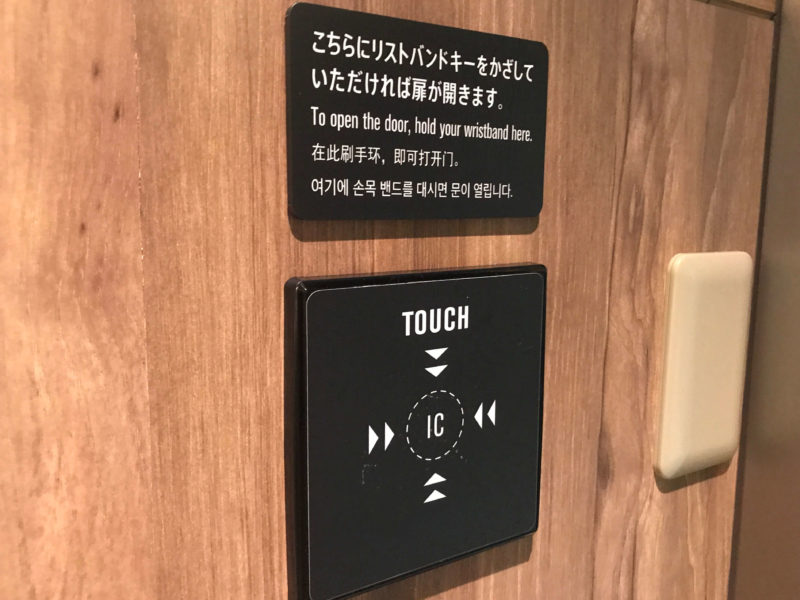 こちらにリストバンドキーをかざして
いただければ扉が開きます。
To open the door, hold your wristband here.
在此刷手环，即可打开门。
여기에 손목 밴드를 대시면 문이 열립니다.
TOUCH
IC